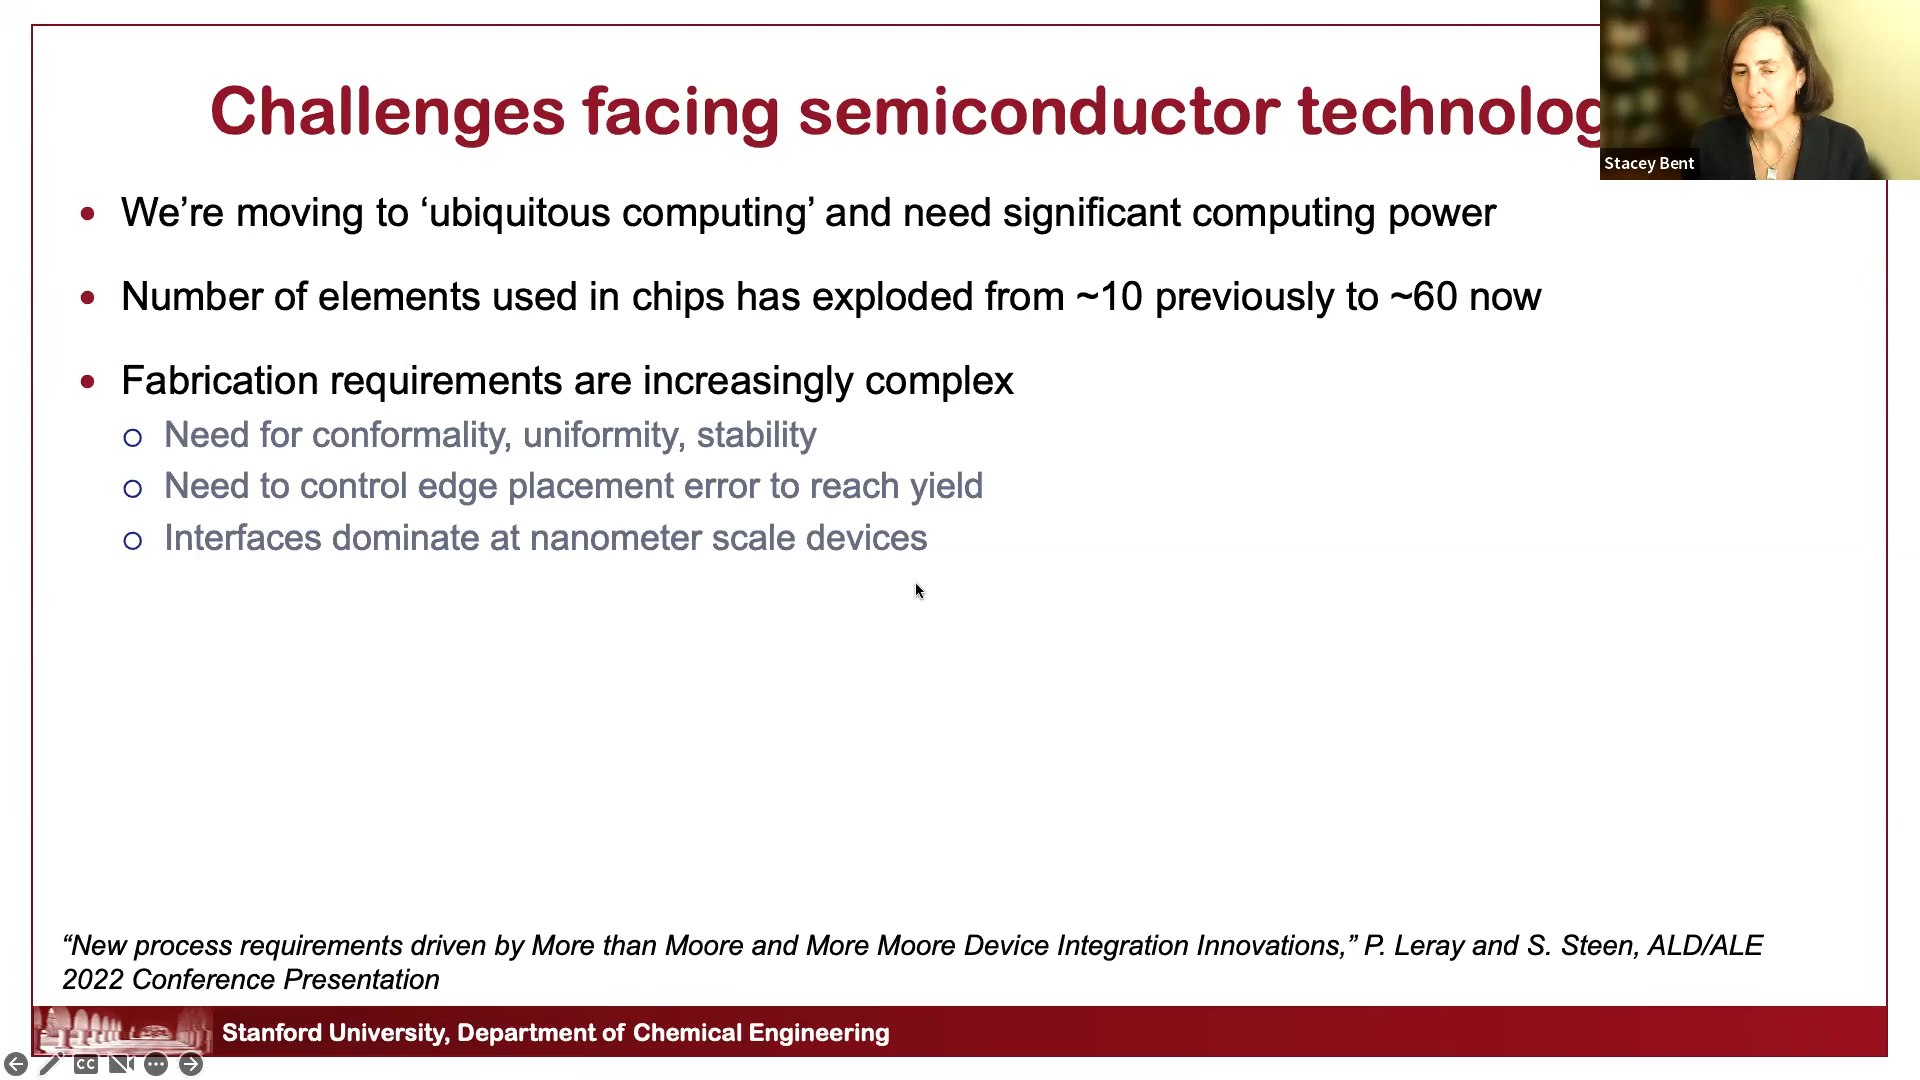 Challenges facing semiconductor technolog
Stacey Bent
• We’re moving to ‘ubiquitous computing’ and need significant computing power
• Number of elements used in chips has exploded from ~10 previously to ~60 now
• Fabrication requirements are increasingly complex
○ Need for conformality, uniformity, stability
○ Need to control edge placement error to reach yield
○ Interfaces dominate at nanometer scale devices
“New process requirements driven by More than Moore and More Moore Device Integration Innovations,” P. Leray and S. Steen, ALD/ALE
2022 Conference Presentation
Stanford University, Department of Chemical Engineering
CC